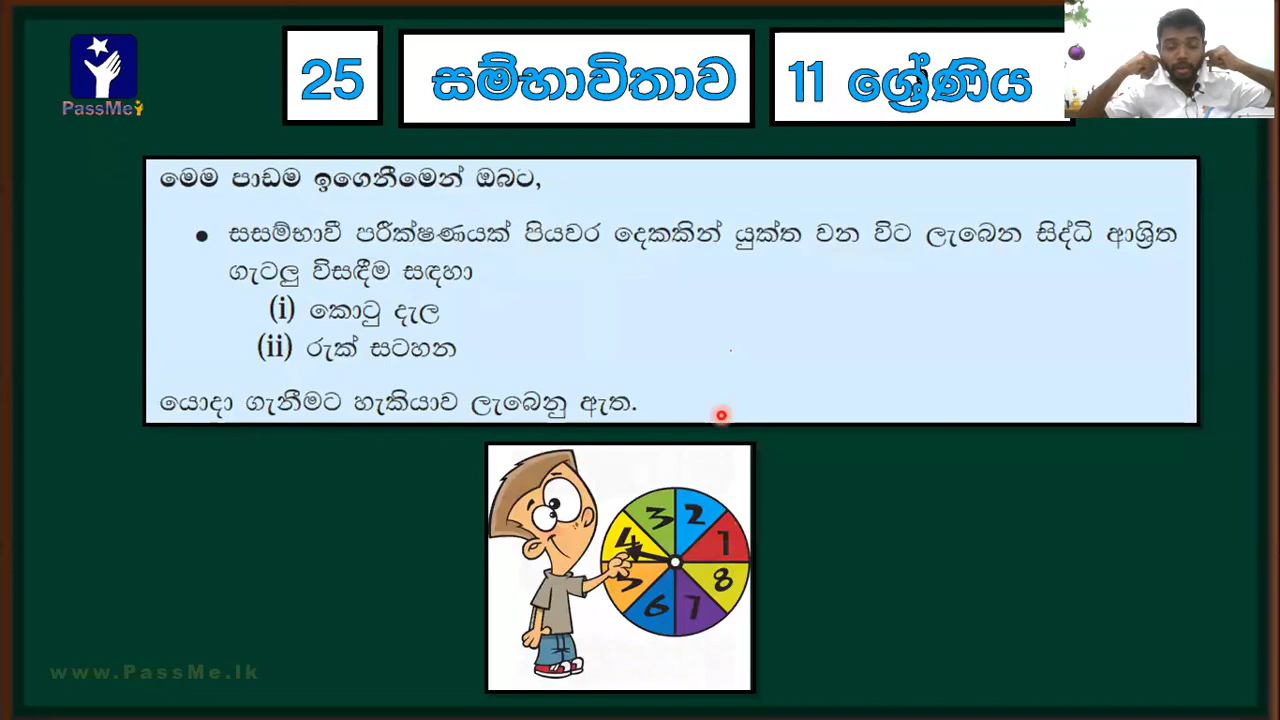 PassMe
25
සම්භාවිතාව
11 ශ්‍රේණිය
මෙම පාඩම ඉගෙනීමෙන් ඔබට,
● සසම්භාවී පරීක්ෂණයක් පියවර දෙකකින් යුක්ත වන විට ලැබෙන සිද්ධි ආශ්‍රිත
ගැටලු විසඳීම සඳහා
(i) කොටු දැල
(ii) රුක් සටහන
යොදා ගැනීමට හැකියාව ලැබෙනු ඇත.
3 2
4 1
5 8
6 7
www.PassMe.lk